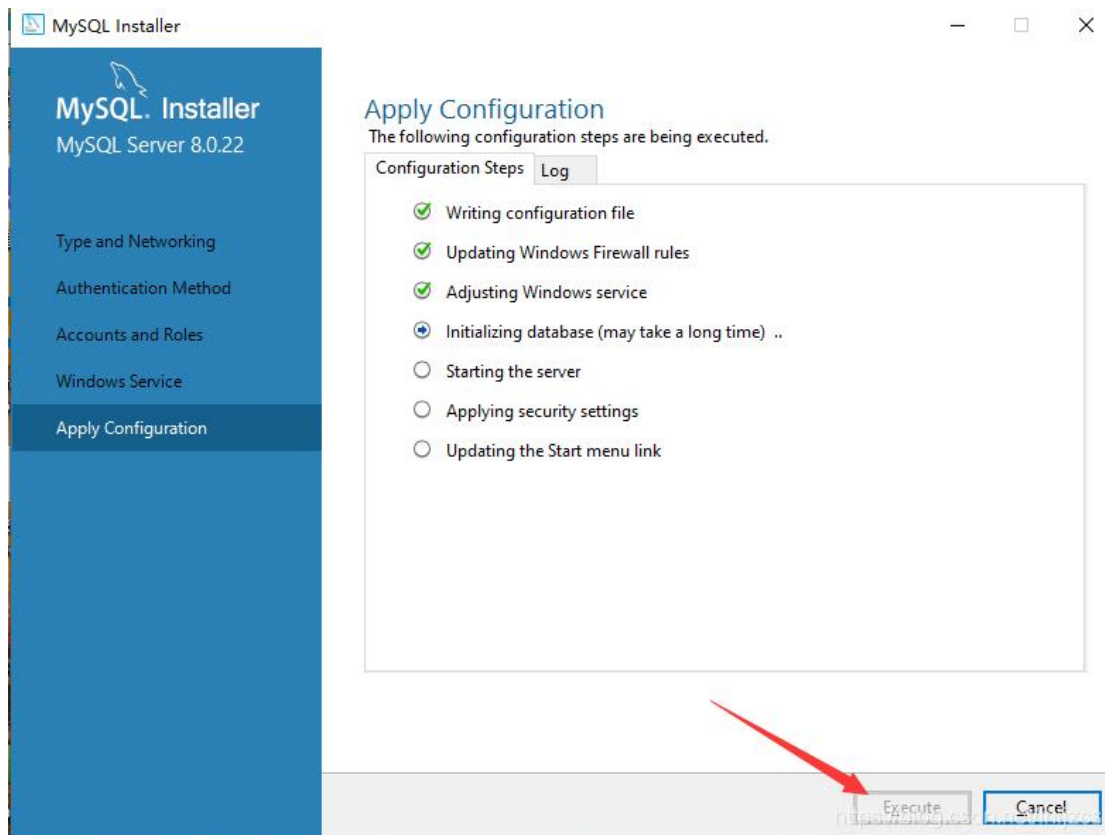 MySQL Installer
MySQL. Installer
MySQL Server 8.0.22
Type and Networking
Authentication Method
Accounts and Roles
Windows Service
Apply Configuration
Apply Configuration
The following configuration steps are being executed.
Configuration Steps
Log
Writing configuration file
Updating Windows Firewall rules
Adjusting Windows service
Initializing database (may take a long time) ..
Starting the server
Applying security settings
Updating the Start menu link
Execute
Cancel